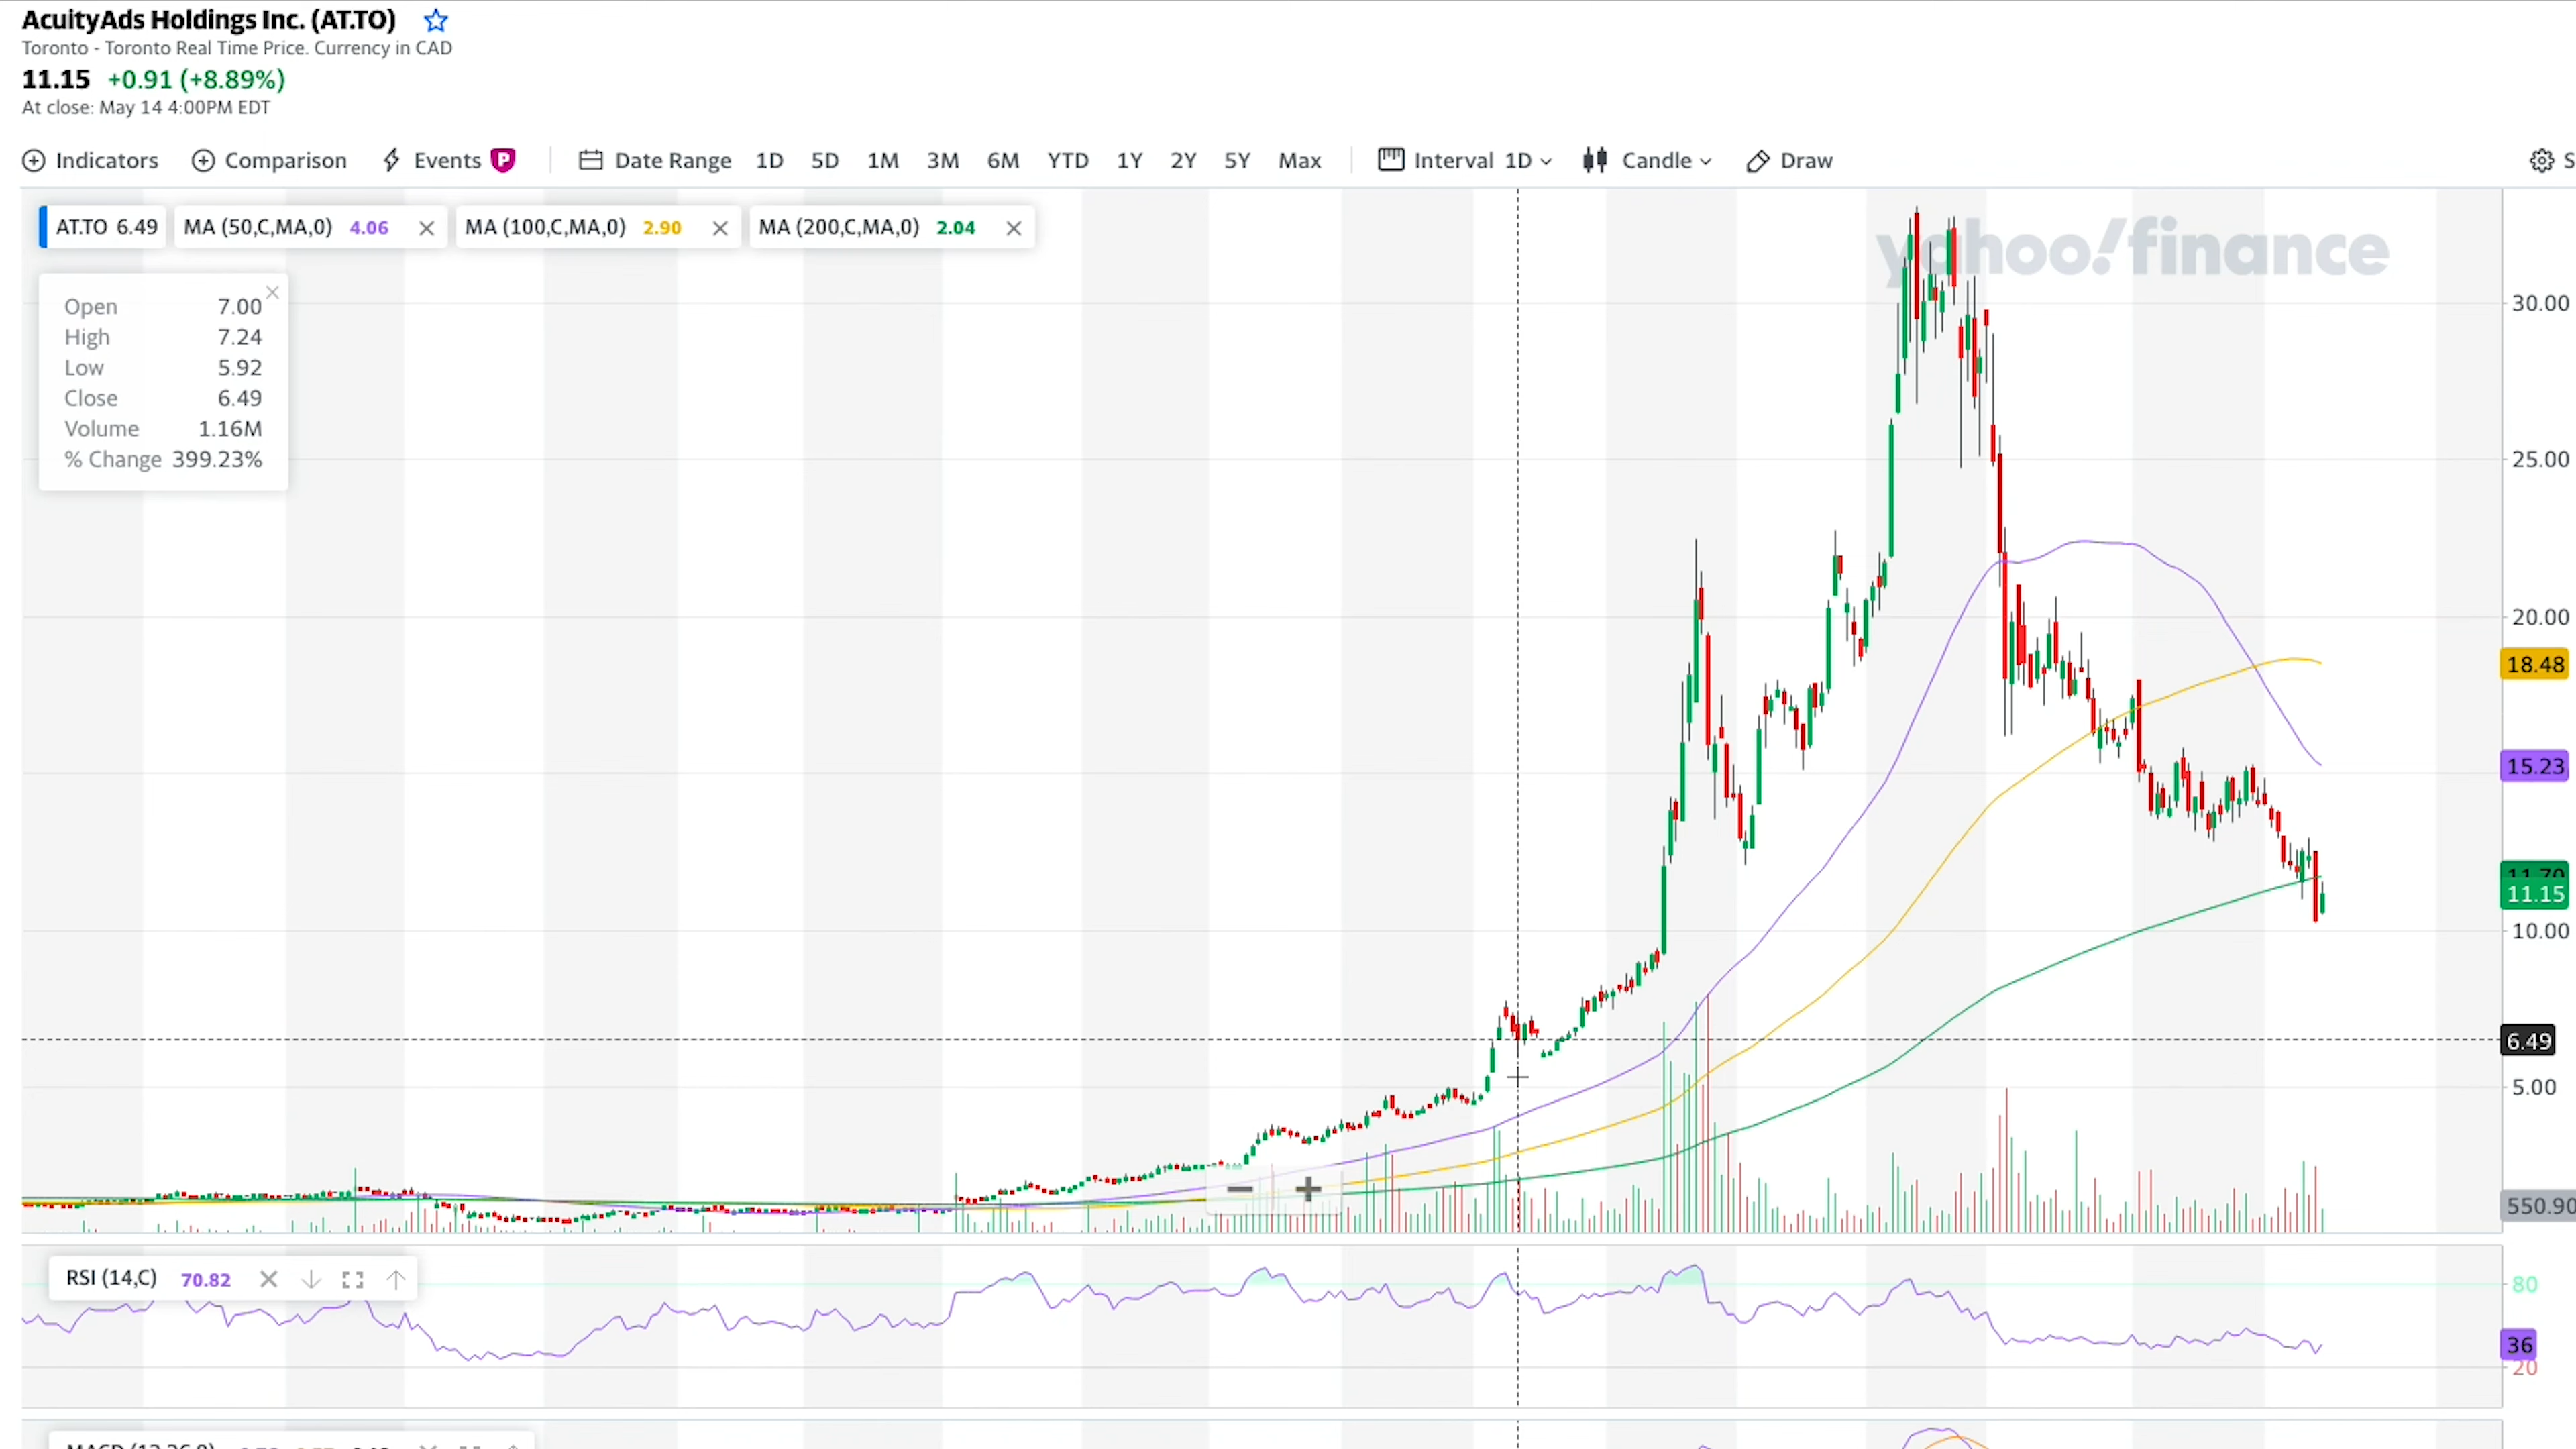 AcuityAds Holdings Inc. (AT.TO)
Toronto - Toronto Real Time Price. Currency in CAD
11.15 +0.91 (+8.89%)
At close: May 14 4:00PM EDT
Indicators Comparison Events P Date Range 1D 5D 1M 3M 6M YTD 1Y 2Y 5Y Max Interval 1D Candle Draw S
AT.TO 6.49 MA (50,C,MA,0) 4.06 MA (100,C,MA,0) 2.90 MA (200,C,MA,0) 2.04
yahoo!finance
Open 7.00
High 7.24
Low 5.92
Close 6.49
Volume 1.16M
% Change 399.23%
30.00
25.00
20.00
18.48
15.23
11.70
11.15
10.00
6.49
5.00
550.90
RSI (14,C) 70.82
80
36
20
MACD (12,26,9)